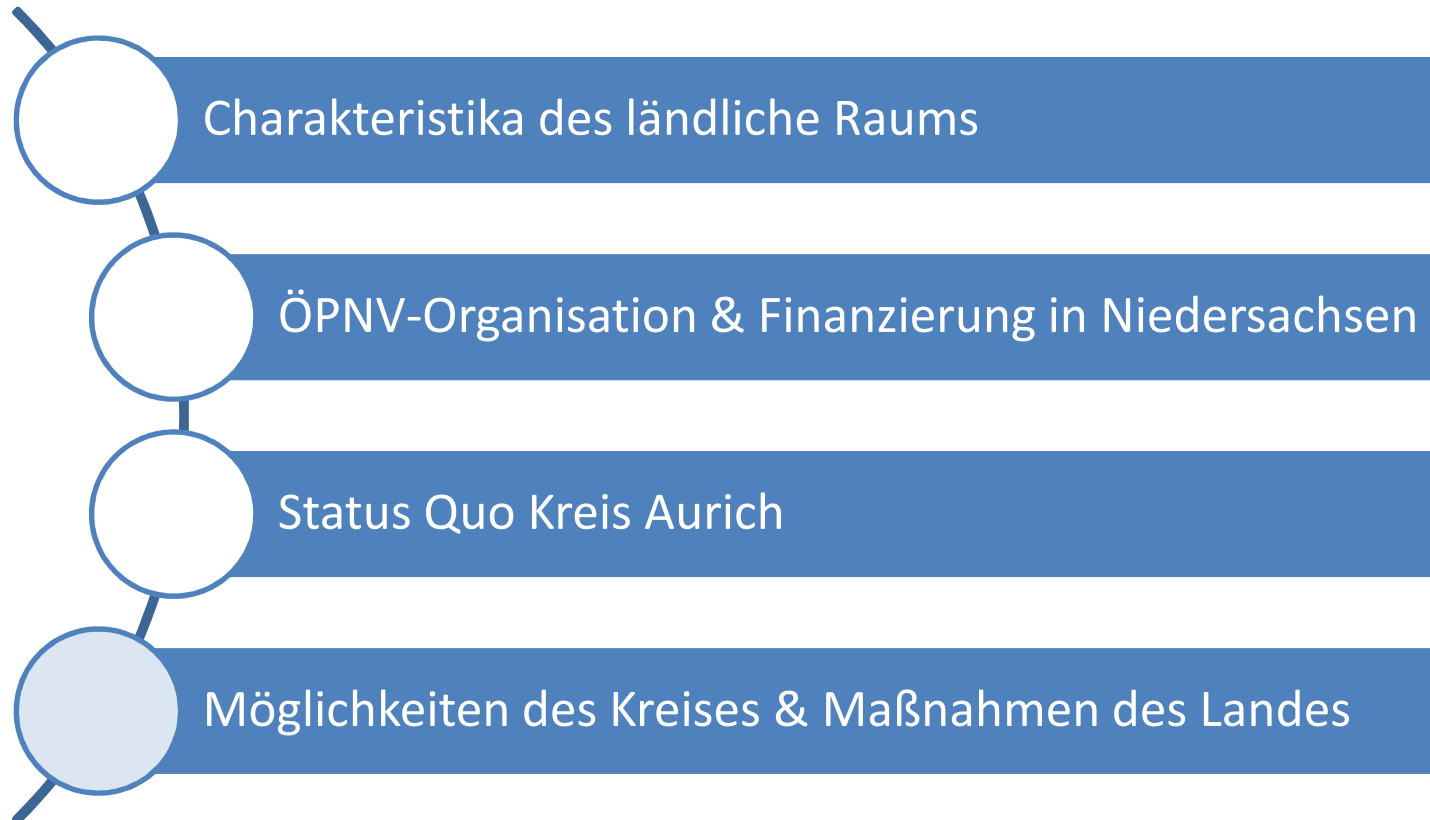 Charakteristika des ländliche Raums
ÖPNV-Organisation & Finanzierung in Niedersachsen
Status Quo Kreis Aurich
Möglichkeiten des Kreises & Maßnahmen des Landes